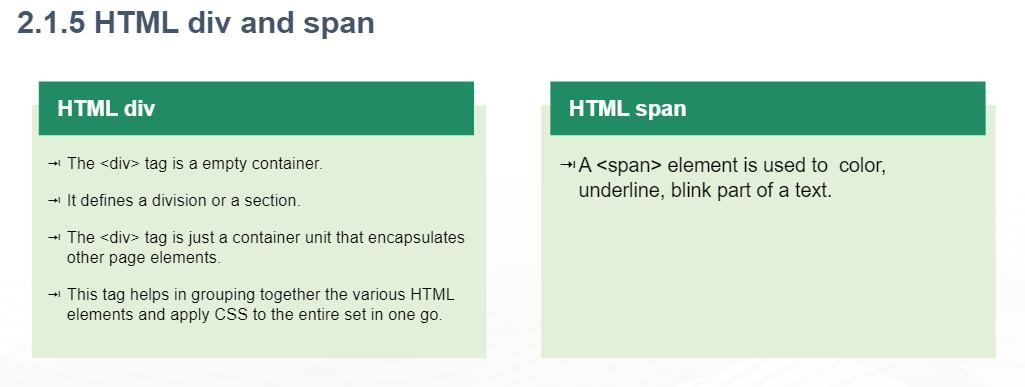 2.1.5 HTML div and span
HTML div
⇥ The <div> tag is a empty container.
⇥ It defines a division or a section.
⇥ The <div> tag is just a container unit that encapsulates
other page elements.
⇥ This tag helps in grouping together the various HTML
elements and apply CSS to the entire set in one go.
HTML span
⇥ A <span> element is used to  color,
underline, blink part of a text.